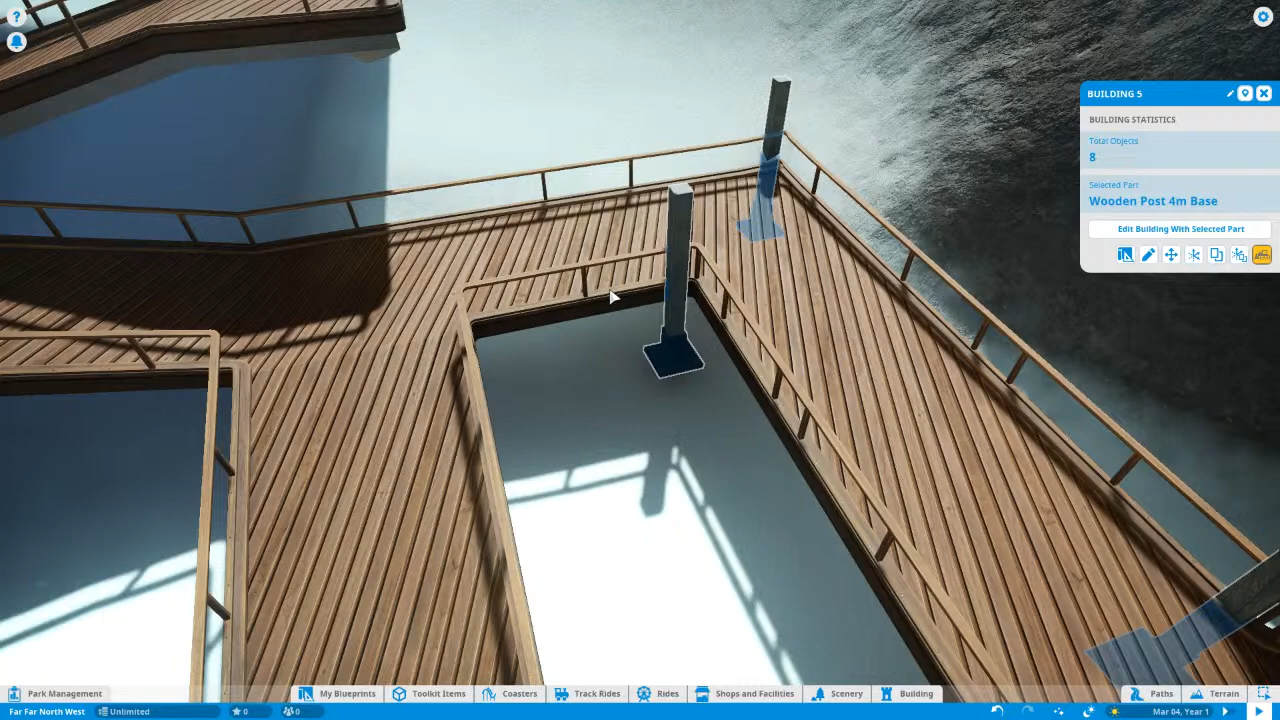 ?
BUILDING 5
BUILDING STATISTICS
Total Objects
8
Selected Part
Wooden Post 4m Base
Edit Building With Selected Part
Park Management
My Blueprints
Toolkit Items
Coasters
Track Rides
Rides
Shops and Facilities
Scenery
Building
Paths
Terrain
Far Far North West
Unlimited
0
0
Mar 04, Year 1